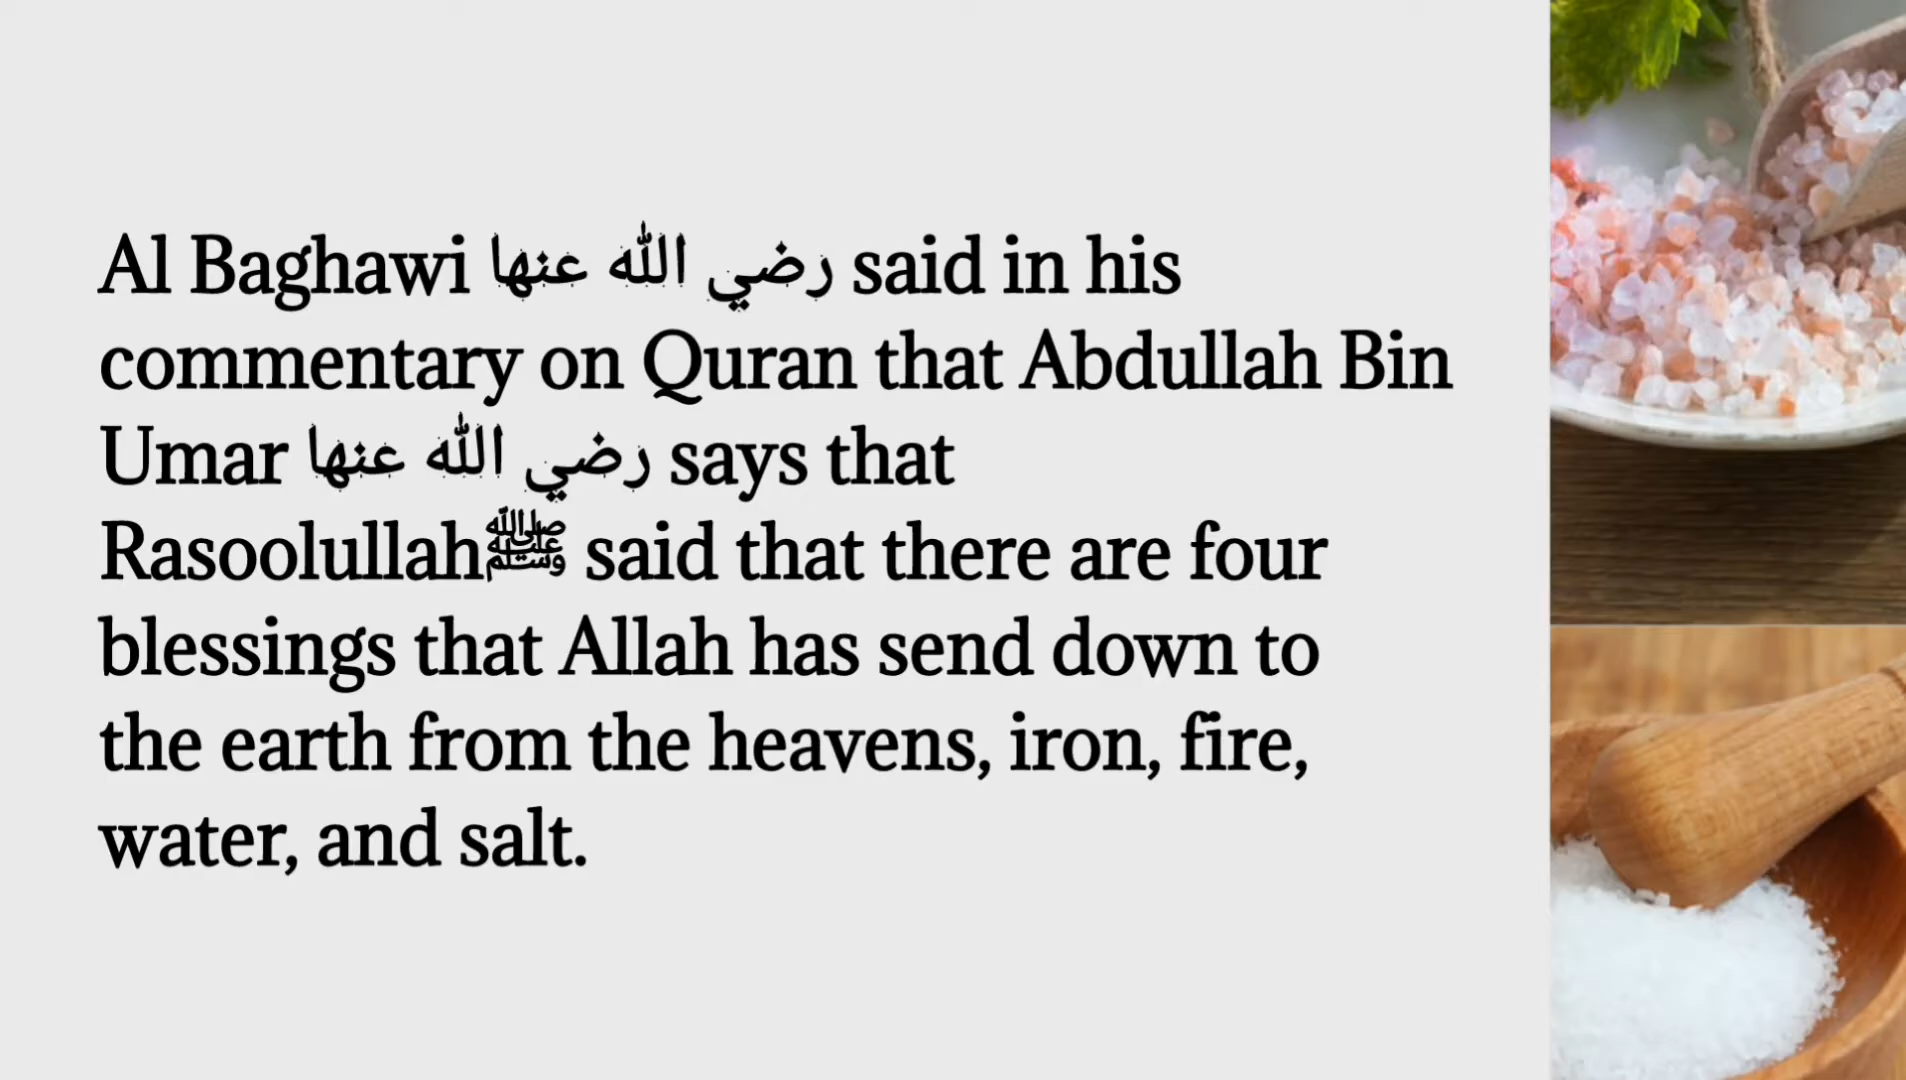 Al Baghawi رضي الله عنها said in his
commentary on Quran that Abdullah Bin
Umar رضي الله عنها says that
Rasoolullahﷺ said that there are four
blessings that Allah has send down to
the earth from the heavens, iron, fire,
water, and salt.